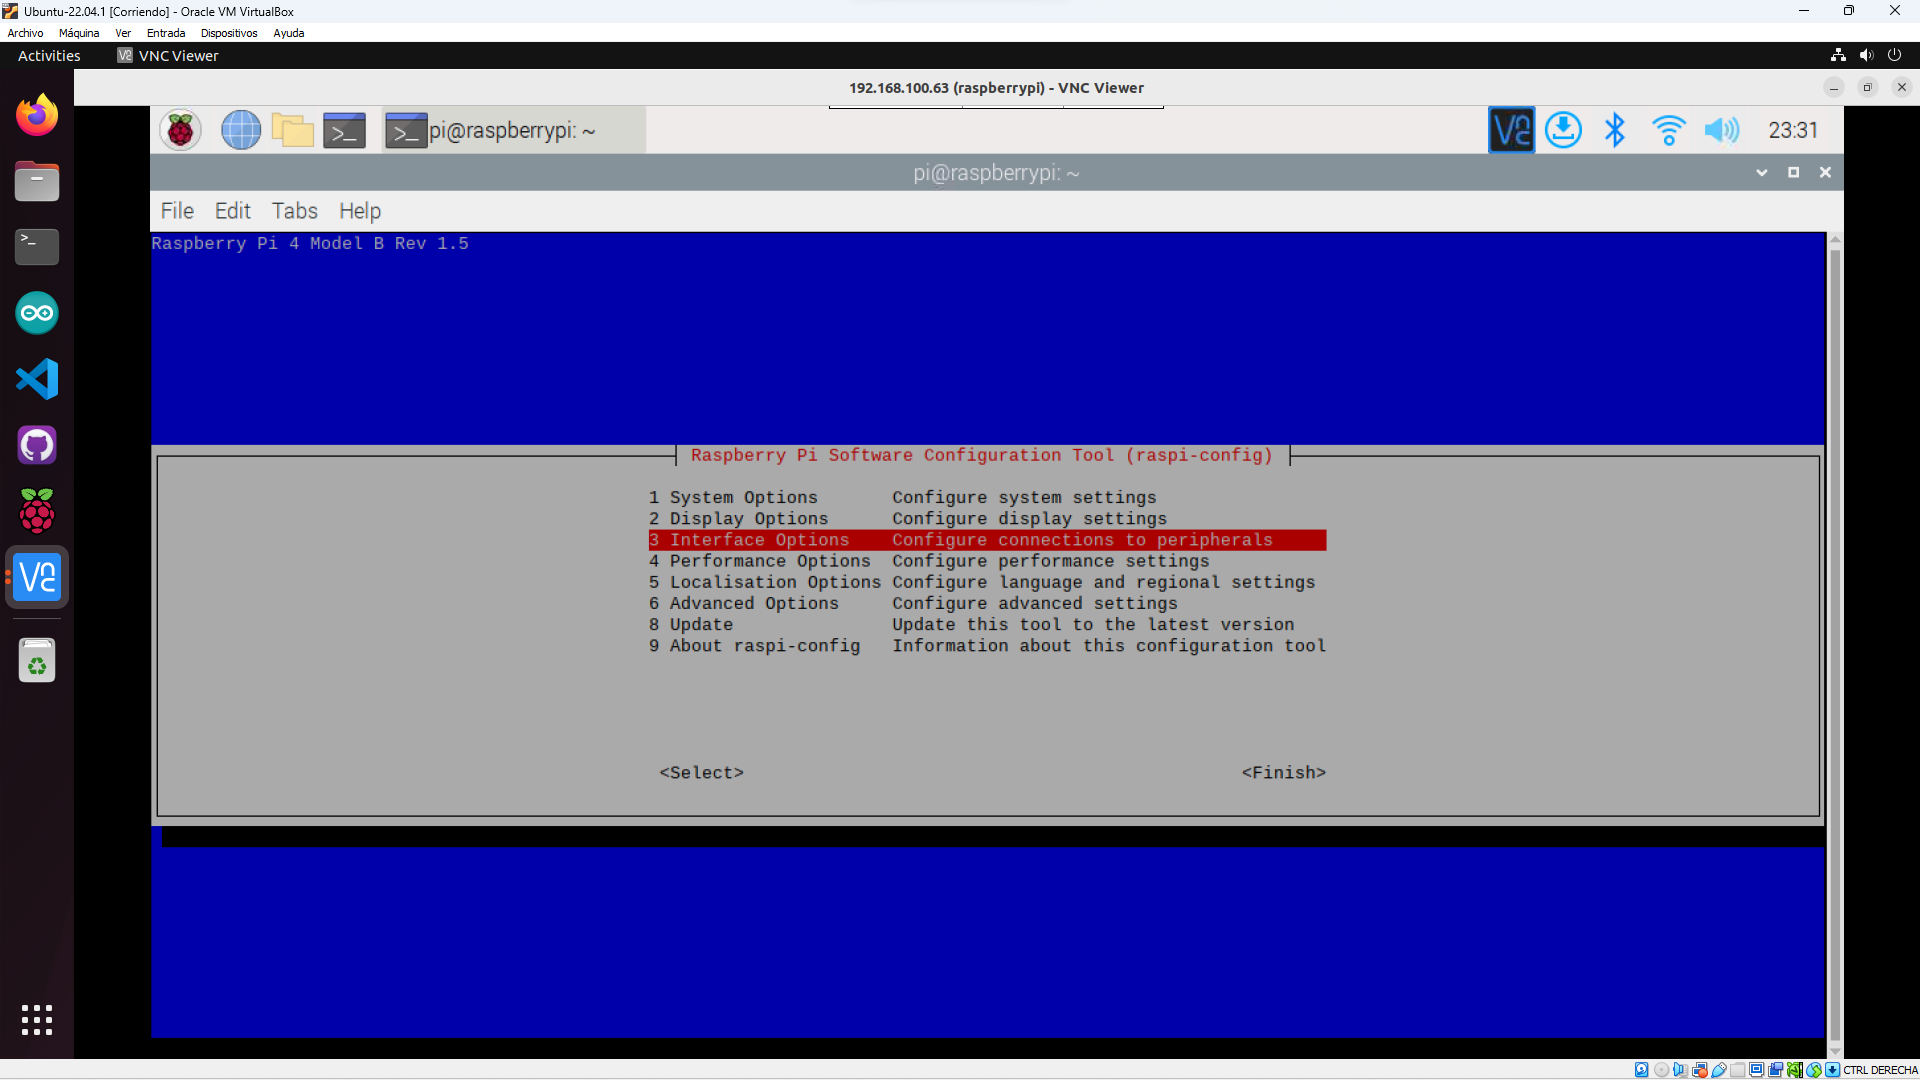 Ubuntu-22.04.1 [Corriendo] - Oracle VM VirtualBox
Archivo Máquina Ver Entrada Dispositivos Ayuda
Activities VNC Viewer
192.168.100.63 (raspberrypi) - VNC Viewer
pi@raspberrypi: ~ 23:31
pi@raspberrypi: ~
File Edit Tabs Help
Raspberry Pi 4 Model B Rev 1.5
Raspberry Pi Software Configuration Tool (raspi-config)
1 System Options Configure system settings
2 Display Options Configure display settings
3 Interface Options Configure connections to peripherals
4 Performance Options Configure performance settings
5 Localisation Options Configure language and regional settings
6 Advanced Options Configure advanced settings
8 Update Update this tool to the latest version
9 About raspi-config Information about this configuration tool
<Select> <Finish>
CTRL DERECHA